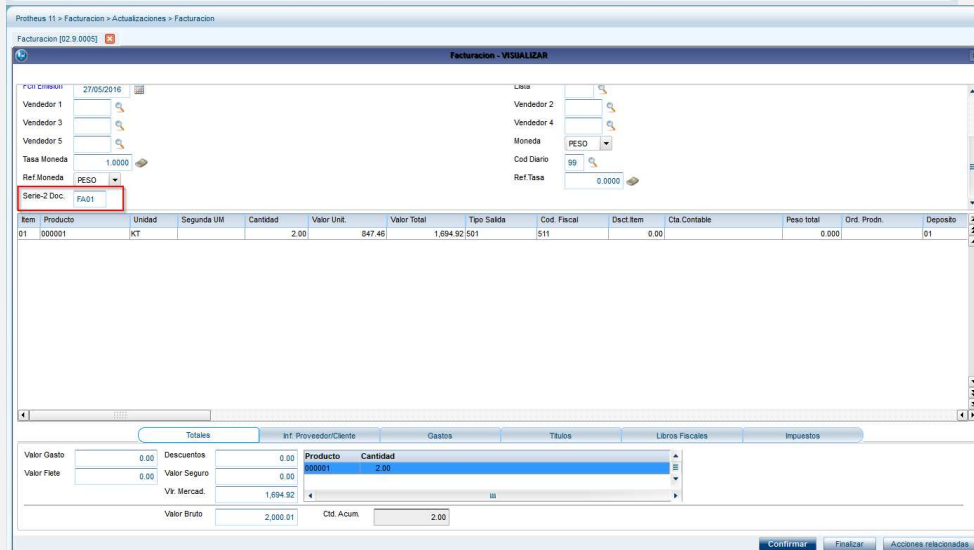 Protheus 11 > Facturacion > Actualizaciones > Facturacion
Facturacion [02.9.0005]
Facturacion - VISUALIZAR
Fch Emision 27/05/2016 Lista
Vendedor 1 Vendedor 2
Vendedor 3 Vendedor 4
Vendedor 5 Moneda PESO
Tasa Moneda 1.0000 Cod Diario 99
Ref.Moneda PESO Ref.Tasa 0.0000
Serie-2 Doc. FA01
Item Producto Unidad Segunda UM Cantidad Valor Unit. Valor Total Tipo Salida Cod. Fiscal Dsct.Item Cta.Contable Peso total Ord. Prodn. Deposito
01 000001 KT 2.00 847.46 1,694.92 501 511 0.00 0.000 01
Totales Inf. Proveedor/Cliente Gastos Titulos Libros Fiscales Impuestos
Valor Gasto 0.00 Descuentos 0.00 Producto Cantidad
000001 2.00
Valor Flete 0.00 Valor Seguro 0.00
Vlr. Mercad. 1,694.92
Valor Bruto 2,000.01 Ctd. Acum. 2.00
Confirmar Finalizar Acciones relacionadas